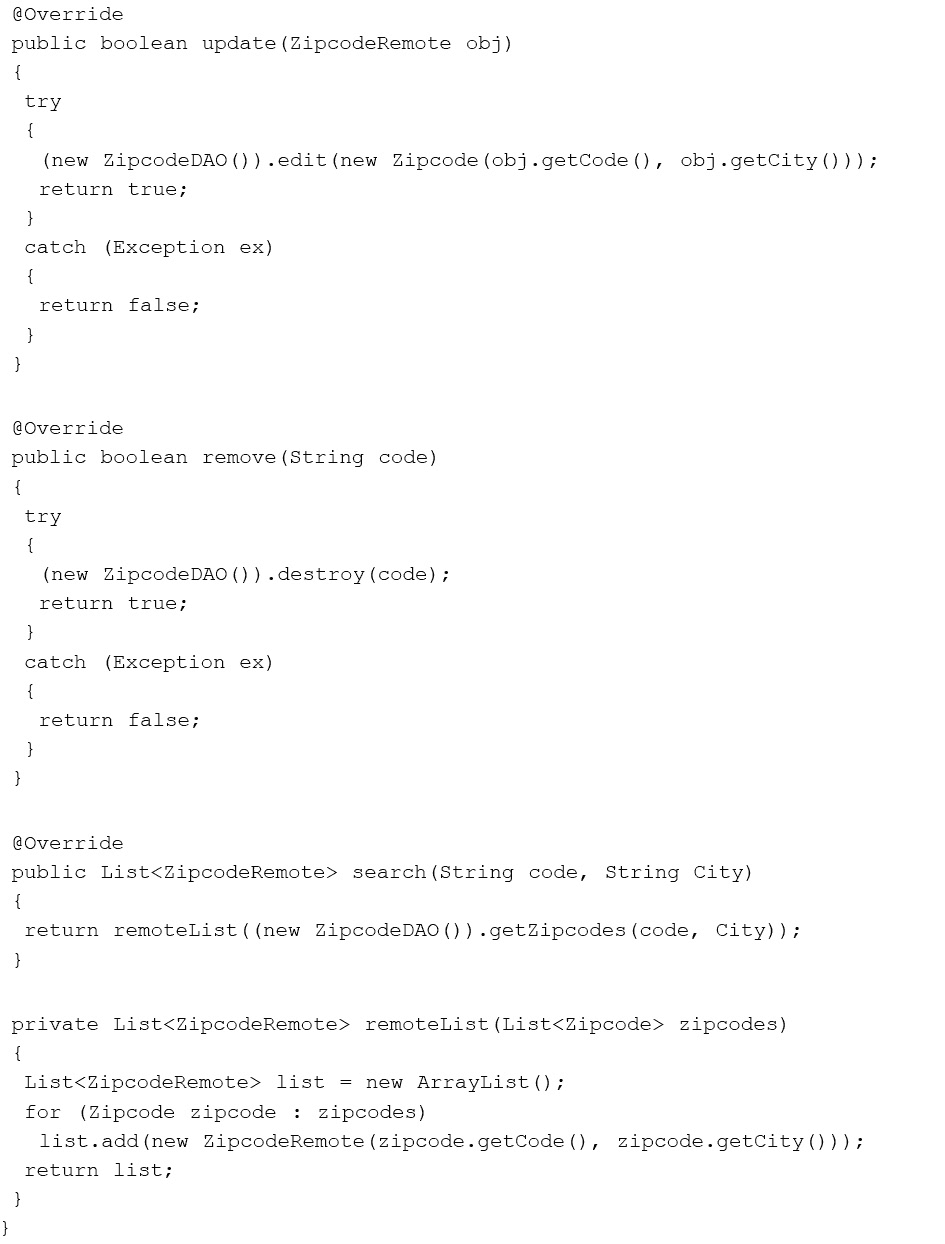 @Override
public boolean update(ZipcodeRemote obj)
{
try
{
(new ZipcodeDAO()).edit(new Zipcode(obj.getCode(), obj.getCity()));
return true;
}
catch (Exception ex)
{
return false;
}
}
@Override
public boolean remove(String code)
{
try
{
(new ZipcodeDAO()).destroy(code);
return true;
}
catch (Exception ex)
{
return false;
}
}
@Override
public List<ZipcodeRemote> search(String code, String City)
{
return remoteList((new ZipcodeDAO()).getZipcodes(code, City));
}
private List<ZipcodeRemote> remoteList(List<Zipcode> zipcodes)
{
List<ZipcodeRemote> list = new ArrayList();
for (Zipcode zipcode : zipcodes)
list.add(new ZipcodeRemote(zipcode.getCode(), zipcode.getCity()));
return list;
}
}